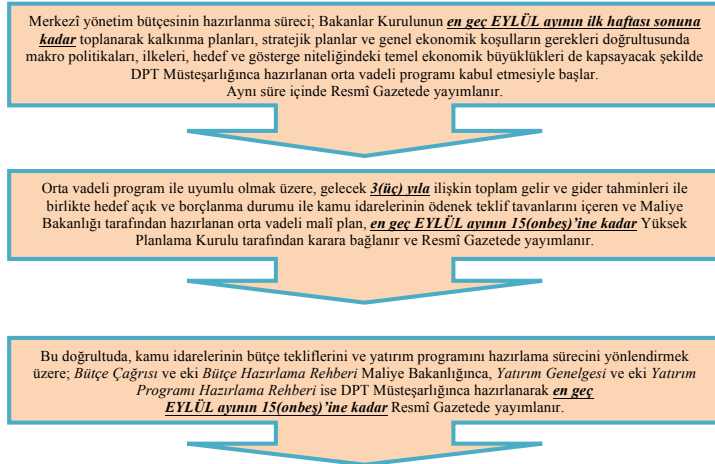 Merkezî yönetim bütçesinin hazırlanma süreci; Bakanlar Kurulunun en geç EYLÜL ayının ilk haftası sonuna
kadar toplanarak kalkınma planları, stratejik planlar ve genel ekonomik koşulların gerekleri doğrultusunda
makro politikaları, ilkeleri, hedef ve gösterge niteliğindeki temel ekonomik büyüklükleri de kapsayacak şekilde
DPT Müsteşarlığınca hazırlanan orta vadeli programı kabul etmesiyle başlar.
Aynı süre içinde Resmî Gazetede yayımlanır.
Orta vadeli program ile uyumlu olmak üzere, gelecek 3(üç) yıla ilişkin toplam gelir ve gider tahminleri ile
birlikte hedef açık ve borçlanma durumu ile kamu idarelerinin ödenek teklif tavanlarını içeren ve Maliye
Bakanlığı tarafından hazırlanan orta vadeli malî plan, en geç EYLÜL ayının 15(onbeş)'ine kadar Yüksek
Planlama Kurulu tarafından karara bağlanır ve Resmî Gazetede yayımlanır.
Bu doğrultuda, kamu idarelerinin bütçe tekliflerini ve yatırım programını hazırlama sürecini yönlendirmek
üzere; Bütçe Çağrısı ve eki Bütçe Hazırlama Rehberi Maliye Bakanlığınca, Yatırım Genelgesi ve eki Yatırım
Programı Hazırlama Rehberi ise DPT Müsteşarlığınca hazırlanarak en geç
EYLÜL ayının 15(onbeş)'ine kadar Resmî Gazetede yayımlanır.